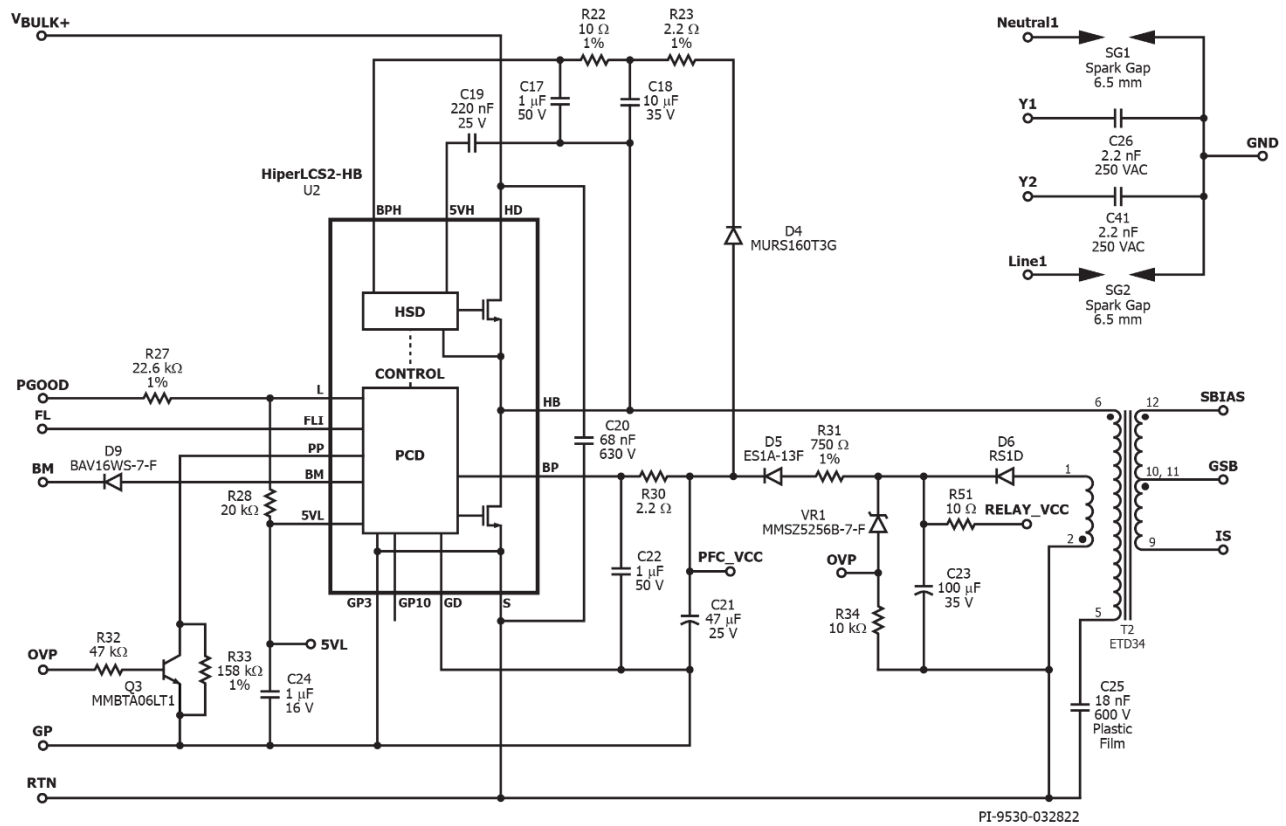 VBULK+
R22
10 Ω
1%
R23
2.2 Ω
1%
C19
220 nF
25 V
C17
1 µF
50 V
C18
10 µF
35 V
Neutral1
SG1
Spark Gap
6.5 mm
Y1
C26
2.2 nF
250 VAC
GND
Y2
C41
2.2 nF
250 VAC
Line1
SG2
Spark Gap
6.5 mm
HiperLCS2-HB
U2
BPH
5VH
HD
D4
MURS160T3G
HSD
CONTROL
R27
22.6 kΩ
1%
PGOOD
L
FL
FLI
PP
D9
BAV16WS-7-F
BM
BM
PCD
R28
20 kΩ
5VL
HB
C20
68 nF
630 V
BP
R30
2.2 Ω
D5
ES1A-13F
R31
750 Ω
1%
D6
RS1D
R51
10 Ω
RELAY_VCC
VR1
MMSZ5256B-7-F
OVP
6
12
SBIAS
1
10, 11
GSB
2
9
IS
5
T2
ETD34
C22
1 µF
50 V
PFC_VCC
C21
47 µF
25 V
R34
10 kΩ
C23
100 µF
35 V
GP3
GP10
GD
S
5VL
R32
47 kΩ
OVP
Q3
MMBTA06LT1
R33
158 kΩ
1%
C24
1 µF
16 V
C25
18 nF
600 V
Plastic
Film
GP
RTN
PI-9530-032822